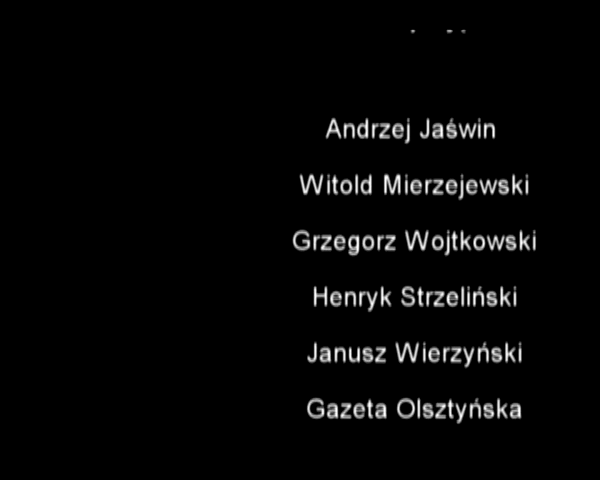 Andrzej Jaświn
Witold Mierzejewski
Grzegorz Wojtkowski
Henryk Strzeliński
Janusz Wierzyński
Gazeta Olsztyńska